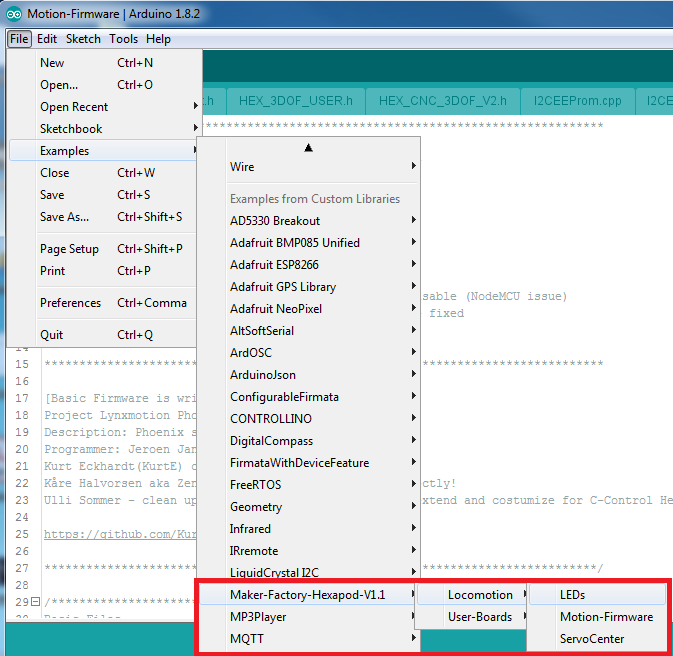 Motion-Firmware | Arduino 1.8.2
File Edit Sketch Tools Help
New Ctrl+N
Open... Ctrl+O
Open Recent
Sketchbook
Examples
Close Ctrl+W
Save Ctrl+S
Save As... Ctrl+Shift+S
Page Setup Ctrl+Shift+P
Print Ctrl+P
Preferences Ctrl+Comma
Quit Ctrl+Q
.h HEX_3DOF_USER.h HEX_CNC_3DOF_V2.h I2CEEProm.cpp I2CE
Wire
Examples from Custom Libraries
AD5330 Breakout
Adafruit BMP085 Unified
Adafruit ESP8266
Adafruit GPS Library
Adafruit NeoPixel
AltSoftSerial
ArdOSC
ArduinoJson
ConfigurableFirmata
CONTROLLINO
DigitalCompass
FirmataWithDeviceFeature
FreeRTOS
Geometry
Infrared
IRremote
LiquidCrystal I2C
Maker-Factory-Hexapod-V1.1
MP3Player
MQTT
Locomotion
User-Boards
LEDs
Motion-Firmware
ServoCenter
sable (NodeMCU issue)
fixed
14
15 ****************************************************************************
16
17 [Basic Firmware is wri
18 Project Lynxmotion Pho
19 Description: Phoenix s
20 Programmer: Jeroen Jan
21 Kurt Eckhardt(KurtE) c
22 Kåre Halvorsen aka Zen ctly!
23 Ulli Sommer - clean up xtend and costumize for C-Control He
24
25 https://github.com/Kur
26
27 ****************************************************************************/
28
29 /**********************
30 Basic Files